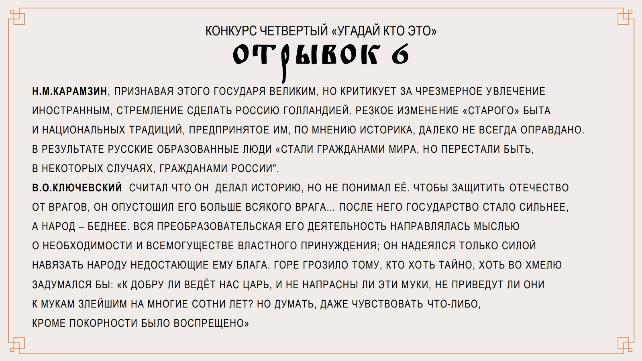 КОНКУРС ЧЕТВЕРТЫЙ «УГАДАЙ КТО ЭТО»
ОТРЫВОК 6
Н.М.КАРАМЗИН, ПРИЗНАВАЯ ЭТОГО ГОСУДАРЯ ВЕЛИКИМ, НО КРИТИКУЕТ ЗА ЧРЕЗМЕРНОЕ УВЛЕЧЕНИЕ
ИНОСТРАННЫМ, СТРЕМЛЕНИЕ СДЕЛАТЬ РОССИЮ ГОЛЛАНДИЕЙ. РЕЗКОЕ ИЗМЕНЕНИЕ «СТАРОГО» БЫТА
И НАЦИОНАЛЬНЫХ ТРАДИЦИЙ, ПРЕДПРИНЯТОЕ ИМ, ПО МНЕНИЮ ИСТОРИКА, ДАЛЕКО НЕ ВСЕГДА ОПРАВДАНО.
В РЕЗУЛЬТАТЕ РУССКИЕ ОБРАЗОВАННЫЕ ЛЮДИ «СТАЛИ ГРАЖДАНАМИ МИРА, НО ПЕРЕСТАЛИ БЫТЬ,
В НЕКОТОРЫХ СЛУЧАЯХ, ГРАЖДАНАМИ РОССИИ".
В.О.КЛЮЧЕВСКИЙ СЧИТАЛ ЧТО ОН ДЕЛАЛ ИСТОРИЮ, НО НЕ ПОНИМАЛ ЕЁ. ЧТОБЫ ЗАЩИТИТЬ ОТЕЧЕСТВО
ОТ ВРАГОВ, ОН ОПУСТОШИЛ ЕГО БОЛЬШЕ ВСЯКОГО ВРАГА... ПОСЛЕ НЕГО ГОСУДАРСТВО СТАЛО СИЛЬНЕЕ,
А НАРОД – БЕДНЕЕ. ВСЯ ПРЕОБРАЗОВАТЕЛЬСКАЯ ЕГО ДЕЯТЕЛЬНОСТЬ НАПРАВЛЯЛАСЬ МЫСЛЬЮ
О НЕОБХОДИМОСТИ И ВСЕМОГУЩЕСТВЕ ВЛАСТНОГО ПРИНУЖДЕНИЯ; ОН НАДЕЯЛСЯ ТОЛЬКО СИЛОЙ
НАВЯЗАТЬ НАРОДУ НЕДОСТАЮЩИЕ ЕМУ БЛАГА. ГОРЕ ГРОЗИЛО ТОМУ, КТО ХОТЬ ТАЙНО, ХОТЬ ВО ХМЕЛЮ
ЗАДУМАЛСЯ БЫ: «К ДОБРУ ЛИ ВЕДЁТ НАС ЦАРЬ, И НЕ НАПРАСНЫ ЛИ ЭТИ МУКИ, НЕ ПРИВЕДУТ ЛИ ОНИ
К МУКАМ ЗЛЕЙШИМ НА МНОГИЕ СОТНИ ЛЕТ? НО ДУМАТЬ, ДАЖЕ ЧУВСТВОВАТЬ ЧТО-ЛИБО,
КРОМЕ ПОКОРНОСТИ БЫЛО ВОСПРЕЩЕНО»